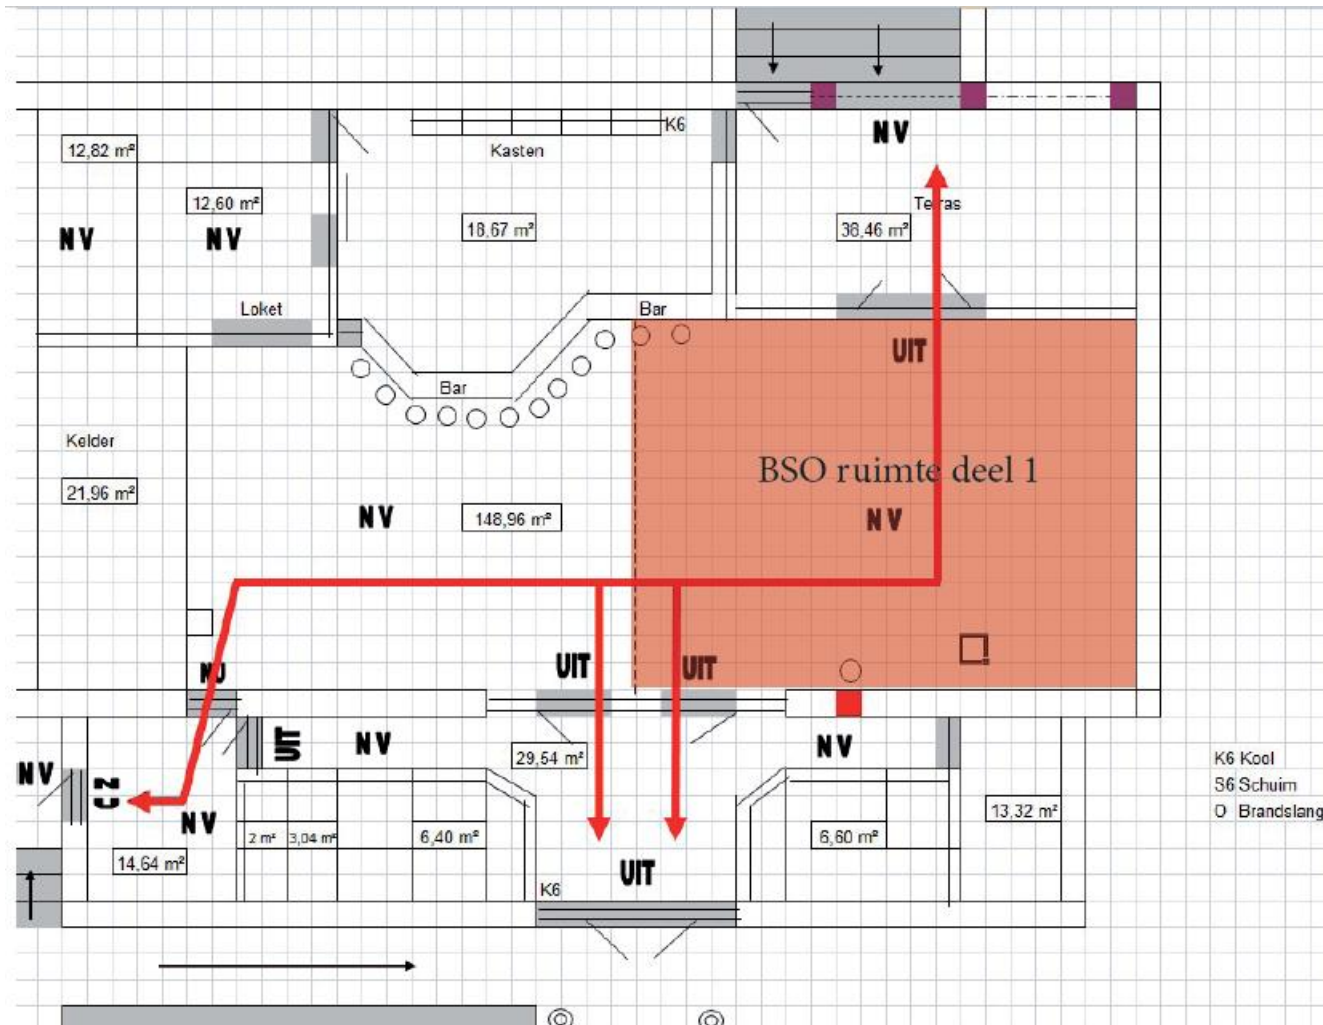 K6
Kasten
NV
12,82 m²
12,60 m²
NV
NV
18,67 m²
Terras
38,46 m²
Loket
Bar
UIT
Bar
Kelder
BSO ruimte deel 1
21,96 m²
NV
148,96 m²
NV
UIT
UIT
NU
UIT
NV
29,54 m²
NV
NV
K6 Kool
S6 Schuim
O Brandslang
NV
2 m²
3,04 m²
6,40 m²
6,60 m²
13,32 m²
14,64 m²
UIT
K6